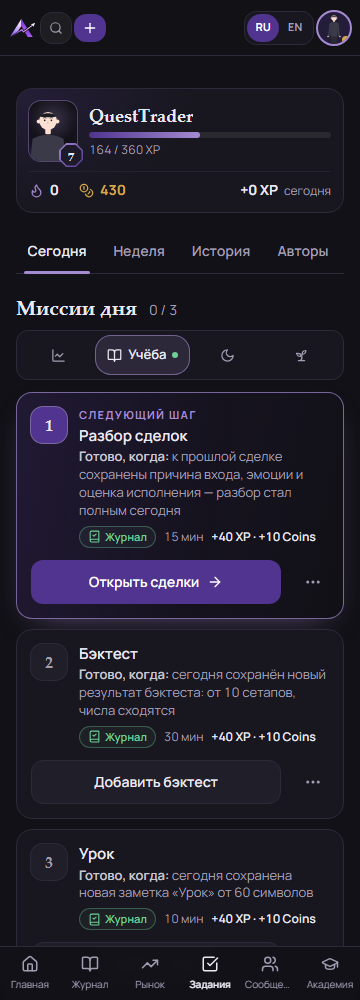 RU EN
QuestTrader
7
164 / 360 XP
0 430 +0 XP сегодня
Сегодня Неделя История Авторы
Миссии дня 0 / 3
Учёба
1
СЛЕДУЮЩИЙ ШАГ
Разбор сделок
Готово, когда: к прошлой сделке
сохранены причина входа, эмоции и
оценка исполнения — разбор стал
полным сегодня
Журнал 15 мин +40 XP · +10 Coins
Открыть сделки →
2
Бэктест
Готово, когда: сегодня сохранён новый
результат бэктеста: от 10 сетапов,
числа сходятся
Журнал 30 мин +40 XP · +10 Coins
Добавить бэктест
3
Урок
Готово, когда: сегодня сохранена
новая заметка «Урок» от 60 символов
Журнал 10 мин +40 XP · +10 Coins
Главная Журнал Рынок Задания Сообще... Академия